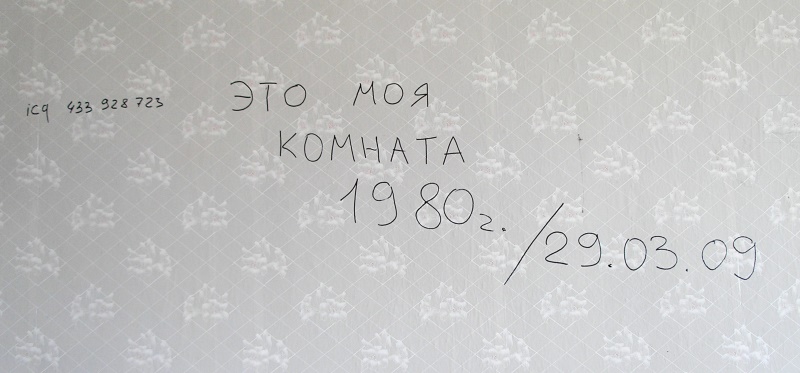 icq 433 928 723
ЭТО МОЯ
КОМНАТА
1980г.
/29.03.09